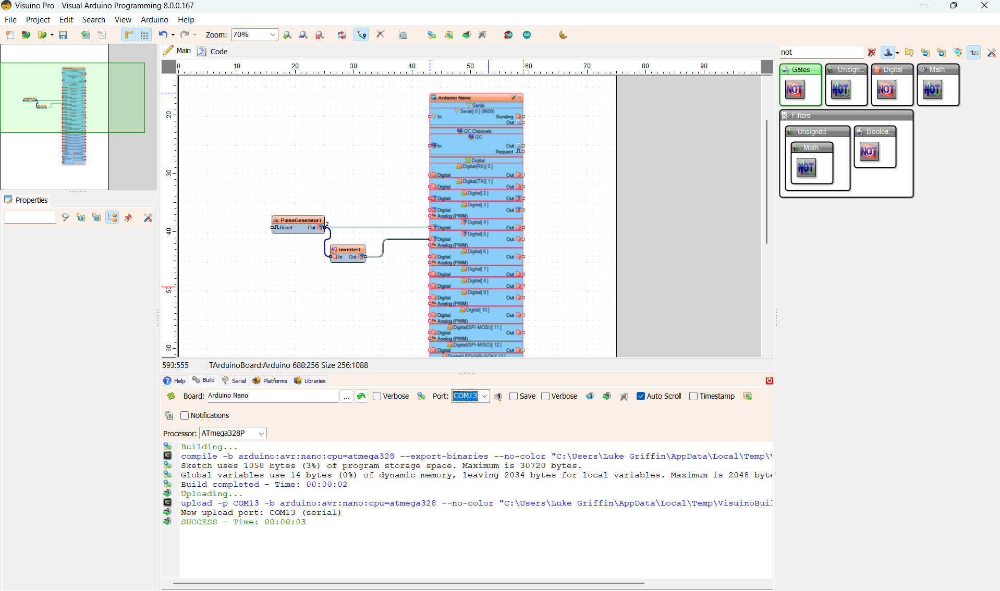 Visuino Pro - Visual Arduino Programming 8.0.0.167
File Project Edit Search View Arduino Help
Zoom: 70%
Main Code
not
0 10 20 30 40 50 60 70 80 90
20
30
40
50
60
Gates Unsign... Digital Math
NOT NOT NOT NOT
Filters
Unsigned Boolea...
Math NOT
NOT
Properties
Arduino Nano
Serial
Serial[ 0 ] (9600)
In Sending
Out
I2C Channels
I2C
In Out
Request
Digital
Digital(RX)[ 0 ]
Digital Out
Digital(TX)[ 1 ]
Digital Out
Digital[ 2 ]
Digital Out
Digital[ 3 ]
Digital Out
Analog (PWM)
Digital[ 4 ]
Digital Out
Digital[ 5 ]
Digital Out
Analog (PWM)
Digital[ 6 ]
Digital Out
Analog (PWM)
Digital[ 7 ]
Digital Out
Digital[ 8 ]
Digital Out
Digital[ 9 ]
Digital Out
Analog (PWM)
Digital[ 10 ]
Digital Out
Analog (PWM)
Digital(SPI-MOSI)[ 11 ]
Digital Out
Analog (PWM)
Digital(SPI-MISO)[ 12 ]
Digital Out
Digital(LED)(SPI-SCK)[ 13 ]
PulseGenerator1
Reset Out 2
Inverter1
In Out
593:555 TArduinoBoard:Arduino 688:256 Size 256:1088
Help Build Serial Platforms Libraries
Board: Arduino Nano ... Verbose Port: COM13 Save Verbose Auto Scroll Timestamp
Notifications
Processor: ATmega328P
Building...
compile -b arduino:avr:nano:cpu=atmega328 --export-binaries --no-color "C:\Users\Luke Griffin\AppData\Local\Temp\
Sketch uses 1058 bytes (3%) of program storage space. Maximum is 30720 bytes.
Global variables use 14 bytes (0%) of dynamic memory, leaving 2034 bytes for local variables. Maximum is 2048 byte
Build completed - Time: 00:00:02
Uploading...
upload -p COM13 -b arduino:avr:nano:cpu=atmega328 --no-color "C:\Users\Luke Griffin\AppData\Local\Temp\VisuinoBui
New upload port: COM13 (serial)
SUCCESS - Time: 00:00:03